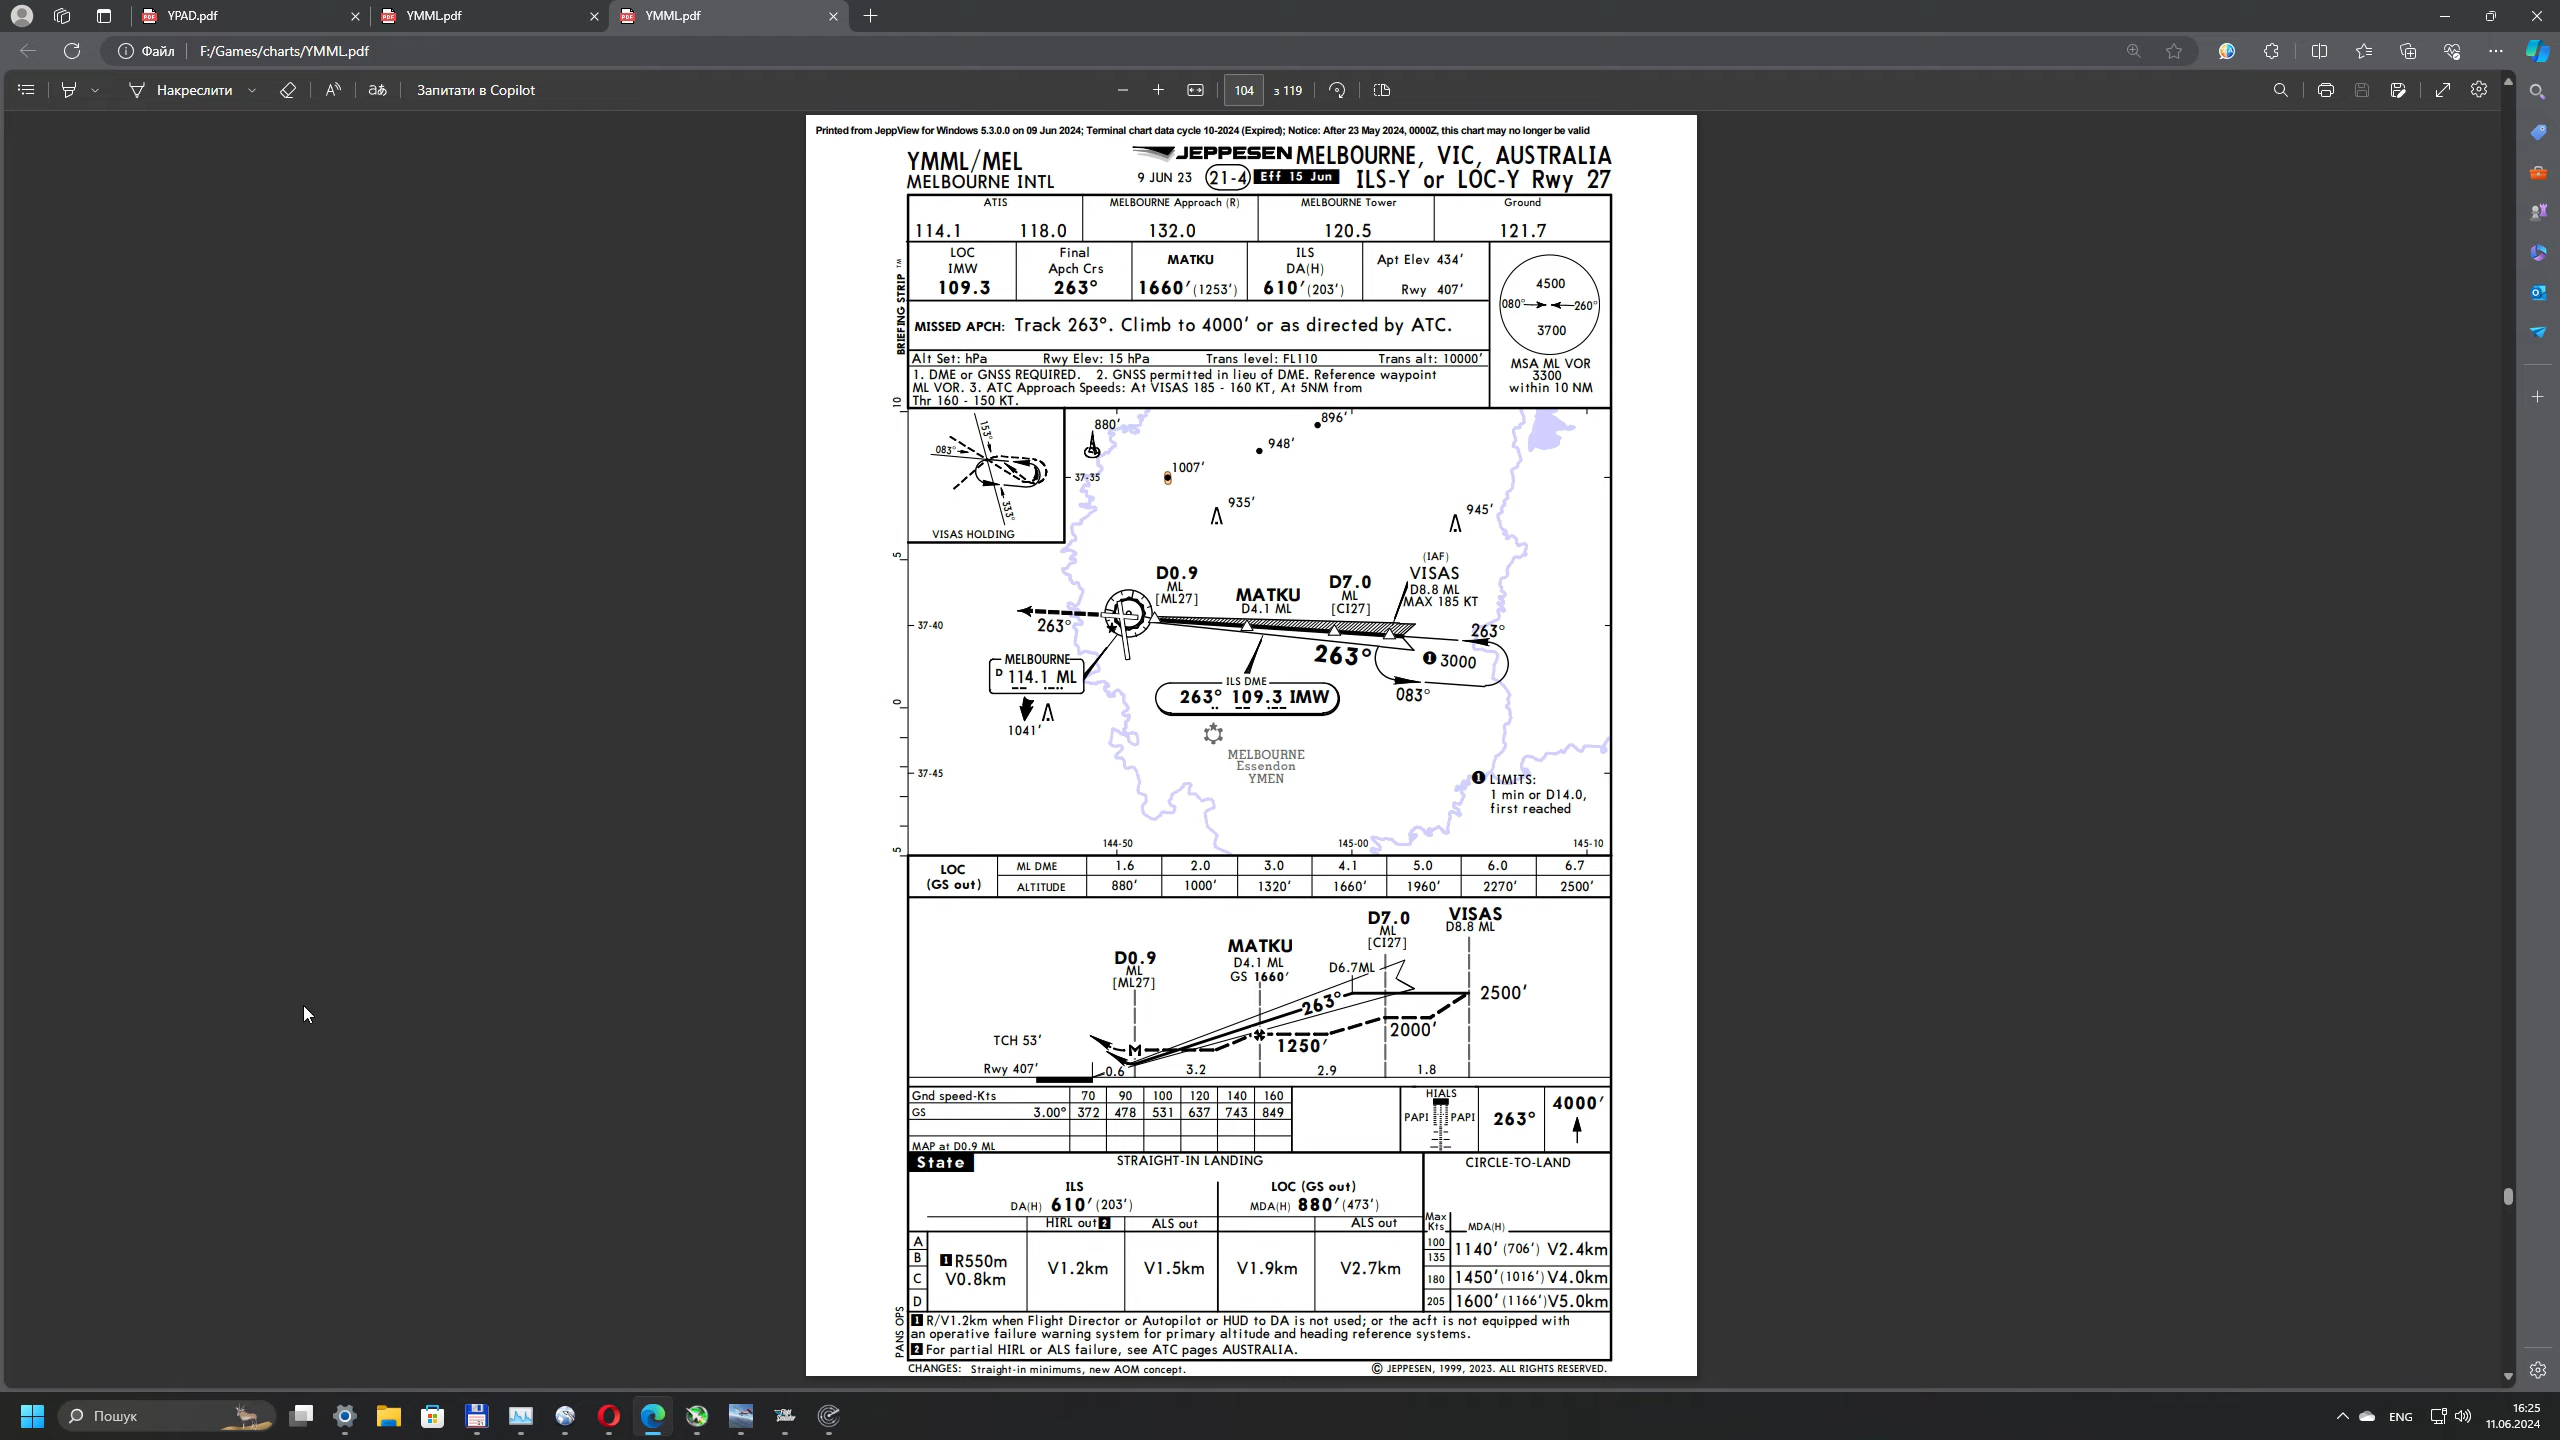 YPAD.pdf
YMML.pdf
YMML.pdf
Файл
F:/Games/charts/YMML.pdf
Накреслити
Запитати в Copilot
104 з 119
Printed from JeppView for Windows 5.3.0.0 on 09 Jun 2024; Terminal chart data cycle 10-2024 (Expired); Notice: After 23 May 2024, 0000Z, this chart may no longer be valid
YMML/MEL JEPPESEN MELBOURNE, VIC, AUSTRALIA
MELBOURNE INTL 9 JUN 23 21-4 Eff 15 Jun ILS-Y or LOC-Y Rwy 27
ATIS MELBOURNE Approach (R) MELBOURNE Tower Ground
114.1 118.0 132.0 120.5 121.7
LOC
IMW
109.3
Final
Apch Crs
263°
MATKU
1660' (1253')
ILS
DA(H)
610' (203')
Apt Elev 434'
Rwy 407'
BRIEFING STRIP
MISSED APCH: Track 263°. Climb to 4000' or as directed by ATC.
Alt Set: hPa Rwy Elev: 15 hPa Trans level: FL110 Trans alt: 10000'
1. DME or GNSS REQUIRED. 2. GNSS permitted in lieu of DME. Reference waypoint
ML VOR. 3. ATC Approach Speeds: At VISAS 185 - 160 KT, At 5NM from
Thr 160 - 150 KT.
4500
080° 260°
3700
MSA ML VOR
3300
within 10 NM
10
5
0
5
153°
083°
333°
VISAS HOLDING
880'
896'
948'
1007'
37-35
935'
945'
(IAF)
VISAS
D8.8 ML
MAX 185 KT
D0.9
ML
[ML27]
MATKU
D4.1 ML
D7.0
ML
[CI27]
263°
37-40
263°
263°
3000
083°
MELBOURNE
D 114.1 ML
ILS DME
263° 109.3 IMW
1041'
MELBOURNE
Essendon
YMEN
37-45
1 LIMITS:
1 min or D14.0,
first reached
144-50 145-00 145-10
LOC
(GS out)
ML DME 1.6 2.0 3.0 4.1 5.0 6.0 6.7
ALTITUDE 880' 1000' 1320' 1660' 1960' 2270' 2500'
D0.9
ML
[ML27]
MATKU
D4.1 ML
GS 1660'
D7.0
ML
[CI27]
VISAS
D8.8 ML
D6.7ML
263°
2500'
2000'
1250'
TCH 53'
M
Rwy 407'
0.6 3.2 2.9 1.8
Gnd speed-Kts 70 90 100 120 140 160
GS 3.00° 372 478 531 637 743 849
MAP at D0.9 ML
HIALS
PAPI PAPI
263°
4000'
State STRAIGHT-IN LANDING CIRCLE-TO-LAND
ILS LOC (GS out)
DA(H) 610' (203') MDA(H) 880' (473')
HIRL out 2 ALS out ALS out
Max
Kts MDA(H)
A
B
C
D
1 R550m
V0.8km
V1.2km
V1.5km
V1.9km
V2.7km
100
135
1140' (706') V2.4km
180 1450' (1016') V4.0km
205 1600' (1166') V5.0km
PANS OPS
1 R/V1.2km when Flight Director or Autopilot or HUD to DA is not used; or the acft is not equipped with
an operative failure warning system for primary altitude and heading reference systems.
2 For partial HIRL or ALS failure, see ATC pages AUSTRALIA.
CHANGES: Straight-in minimums, new AOM concept. © JEPPESEN, 1999, 2023. ALL RIGHTS RESERVED.
Пошук
ENG
16:25
11.06.2024